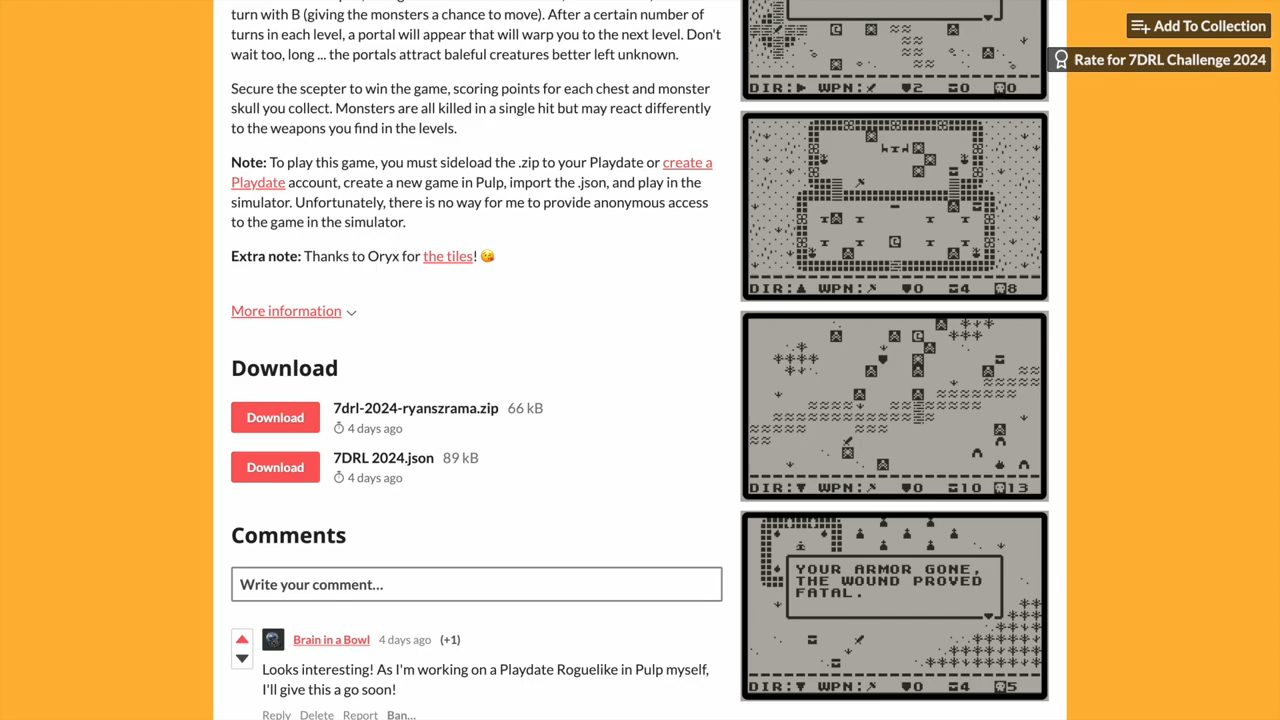 turn with B (giving the monsters a chance to move). After a certain number of
turns in each level, a portal will appear that will warp you to the next level. Don't
wait too, long ... the portals attract baleful creatures better left unknown.
Secure the scepter to win the game, scoring points for each chest and monster
skull you collect. Monsters are all killed in a single hit but may react differently
to the weapons you find in the levels.
Note: To play this game, you must sideload the .zip to your Playdate or create a
Playdate account, create a new game in Pulp, import the .json, and play in the
simulator. Unfortunately, there is no way for me to provide anonymous access
to the game in the simulator.
Extra note: Thanks to Oryx for the tiles! 😘
More information
Download
Download 7drl-2024-ryanszrama.zip 66 kB
4 days ago
Download 7DRL 2024.json 89 kB
4 days ago
Comments
Write your comment...
Brain in a Bowl 4 days ago (+1)
Looks interesting! As I'm working on a Playdate Roguelike in Pulp myself,
I'll give this a go soon!
Reply Delete Report Ban...
Add To Collection
Rate for 7DRL Challenge 2024
DIR: WPN: 2 0 0
DIR: WPN: 0 4 8
DIR: WPN: 0 10 13
YOUR ARMOR GONE,
THE WOUND PROVED
FATAL.
DIR: WPN: 0 4 5